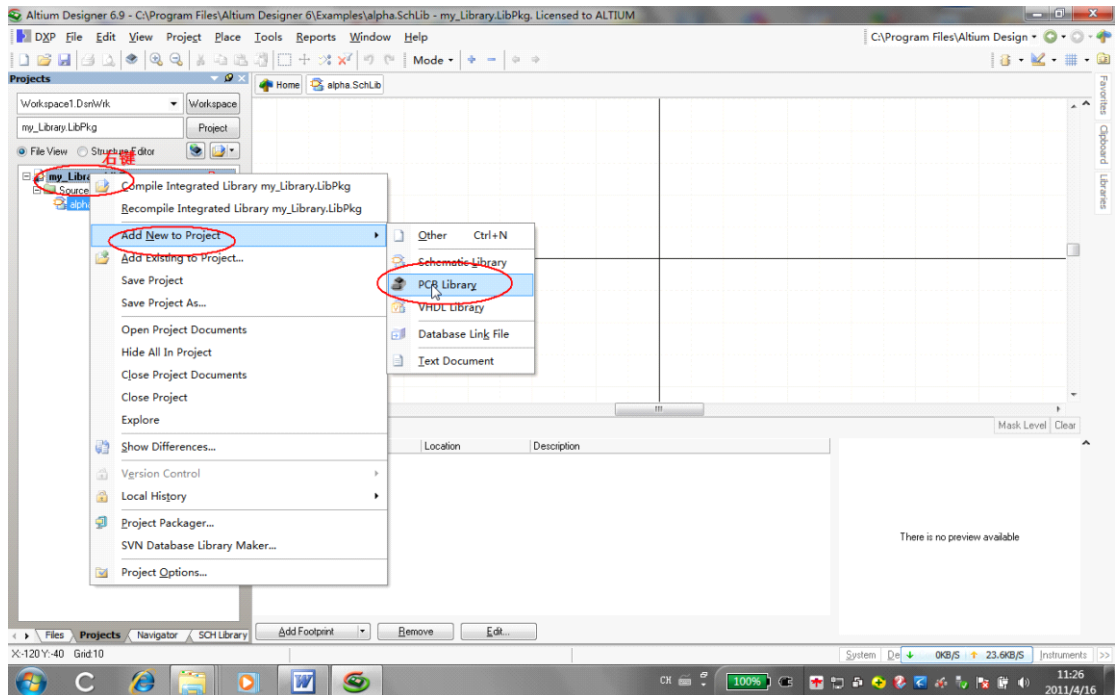 Altium Designer 6.9 - C:\Program Files\Altium Designer 6\Examples\alpha.SchLib - my_Library.LibPkg. Licensed to ALTIUM
DXP File Edit View Project Place Tools Reports Window Help
C:\Program Files\Altium Design
Mode
Projects
Home alpha.SchLib
Workspace1.DsnWrk Workspace
my_Library.LibPkg Project
File View Structure Editor
右键
my_Libra
Source
alph
Compile Integrated Library my_Library.LibPkg
Recompile Integrated Library my_Library.LibPkg
Add New to Project
Add Existing to Project...
Save Project
Save Project As...
Open Project Documents
Hide All In Project
Close Project Documents
Close Project
Explore
Show Differences...
Version Control
Local History
Project Packager...
SVN Database Library Maker...
Project Options...
Other Ctrl+N
Schematic Library
PCB Library
VHDL Library
Database Link File
Text Document
Favorites
Clipboard
Libraries
Mask Level Clear
Location Description
There is no preview available
Files Projects Navigator SCH Library
Add Footprint Remove Edit...
X:-120 Y:-40 Grid:10
System De 0KB/S 23.6KB/S Instruments >>
CH 100%
11:26
2011/4/16